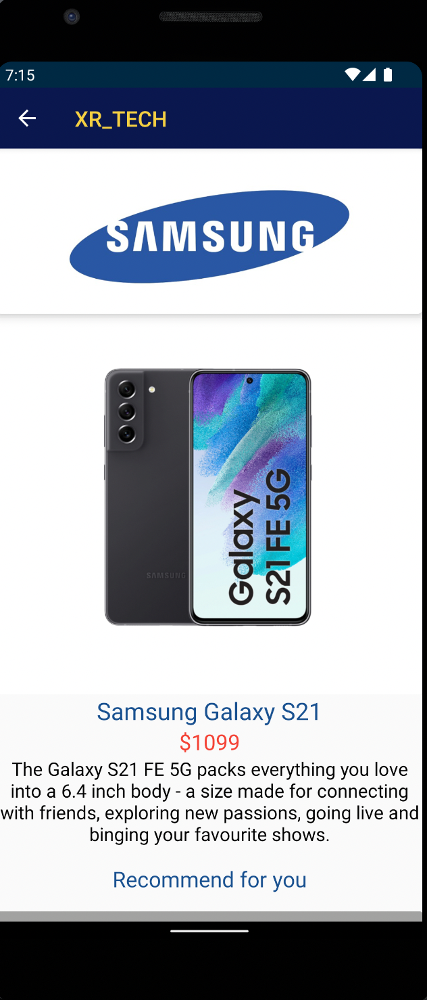 7:15
XR_TECH
SAMSUNG
SAMSUNG
Galaxy
S21 FE 5G
Samsung Galaxy S21
$1099
The Galaxy S21 FE 5G packs everything you love
into a 6.4 inch body - a size made for connecting
with friends, exploring new passions, going live and
binging your favourite shows.
Recommend for you